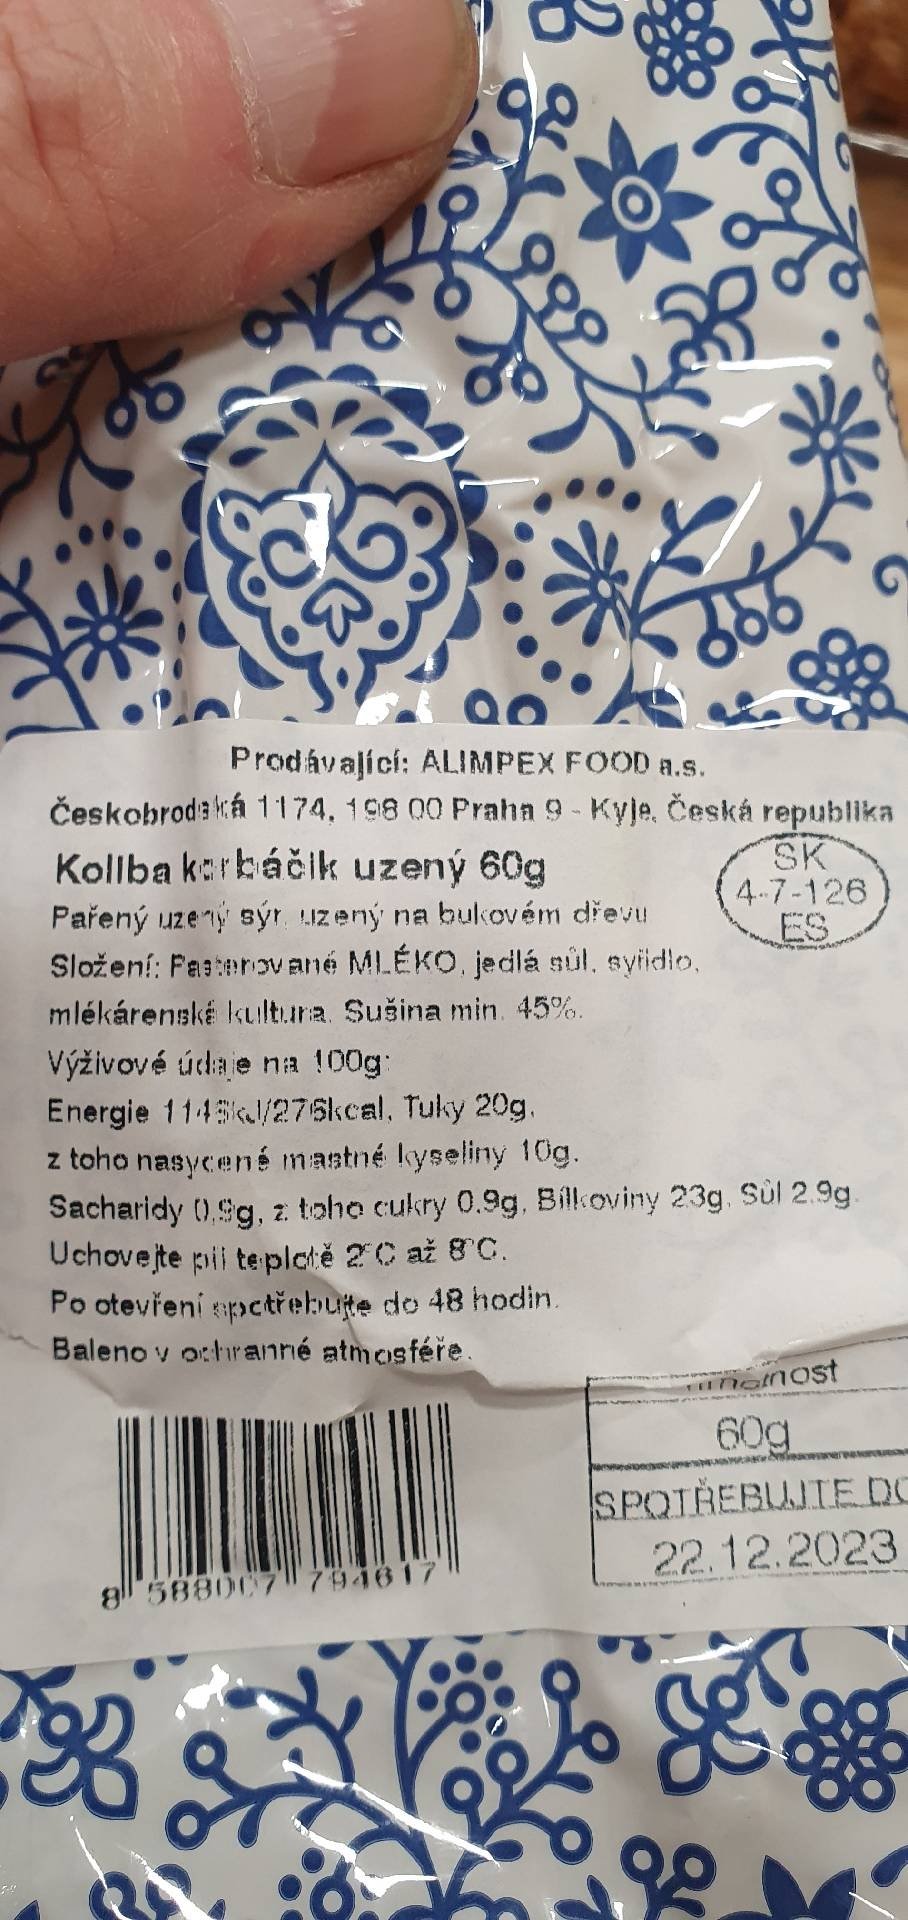 Prodávající: ALIMPEX FOOD a.s.
Českobrodská 1174, 198 00 Praha 9 - Kyje, Česká republika
Kollba korbáčik uzený 60g
SK
4-7-126
ES
Pařený uzený sýr, uzený na bukovém dřevu
Složení: Pasterované MLÉKO, jedlá sůl, syřidlo,
mlékárenská kultura. Sušina min. 45%.
Výživové údaje na 100g:
Energie kJ/276kcal, Tuky 20g,
z toho nasycené mastné kyseliny 10g.
Sacharidy 0,9g, z toho cukry 0.9g, Bílkoviny 23g, Sůl 2.9g.
Uchovejte při teplotě 2°C až 8°C.
Po otevření spotřebujte do 48 hodin.
Baleno v ochranné atmosféře.
60g
SPOTŘEBUJTE DO
22.12.2023
8 588007 794617